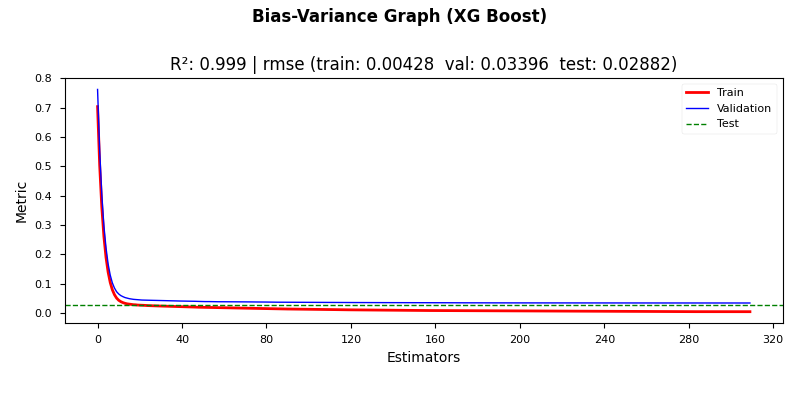 Bias-Variance Graph (XG Boost)
R²: 0.999 | rmse (train: 0.00428  val: 0.03396  test: 0.02882)
Train
Validation
Test
Metric
0.8
0.7
0.6
0.5
0.4
0.3
0.2
0.1
0.0
0 40 80 120 160 200 240 280 320
Estimators